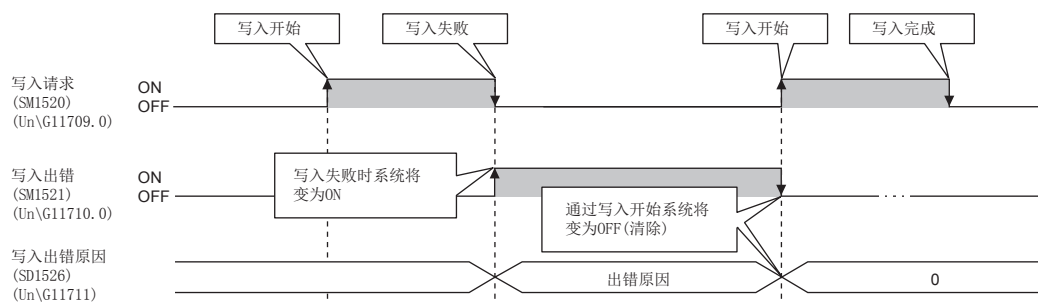 写入开始
写入失败
写入开始
写入完成
写入请求
(SM1520)
(Un\G11709.0)
ON
OFF
写入出错
(SM1521)
(Un\G11710.0)
ON
OFF
写入失败时系统将
变为ON
通过写入开始系统将
变为OFF(清除)
写入出错原因
(SD1526)
(Un\G11711)
出错原因
0